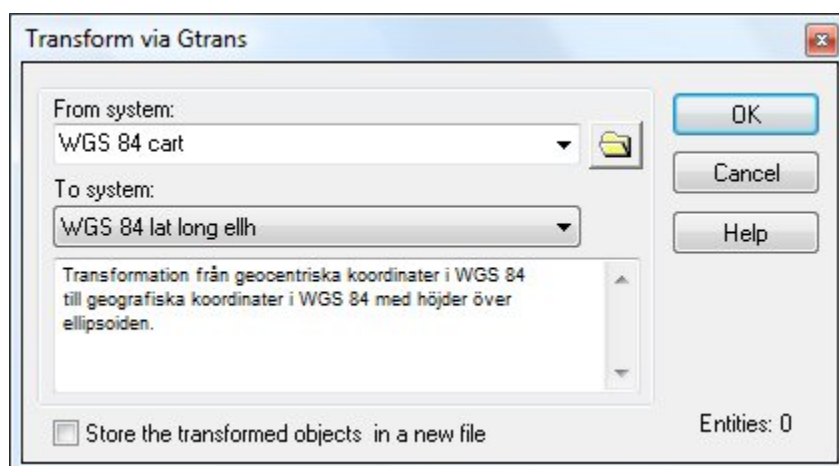 Transform via Gtrans
From system:
WGS 84 cart
To system:
WGS 84 lat long ellh
Transformation från geocentriska koordinater i WGS 84
till geografiska koordinater i WGS 84 med höjder över
ellipsoiden.
Store the transformed objects in a new file
OK
Cancel
Help
Entities: 0